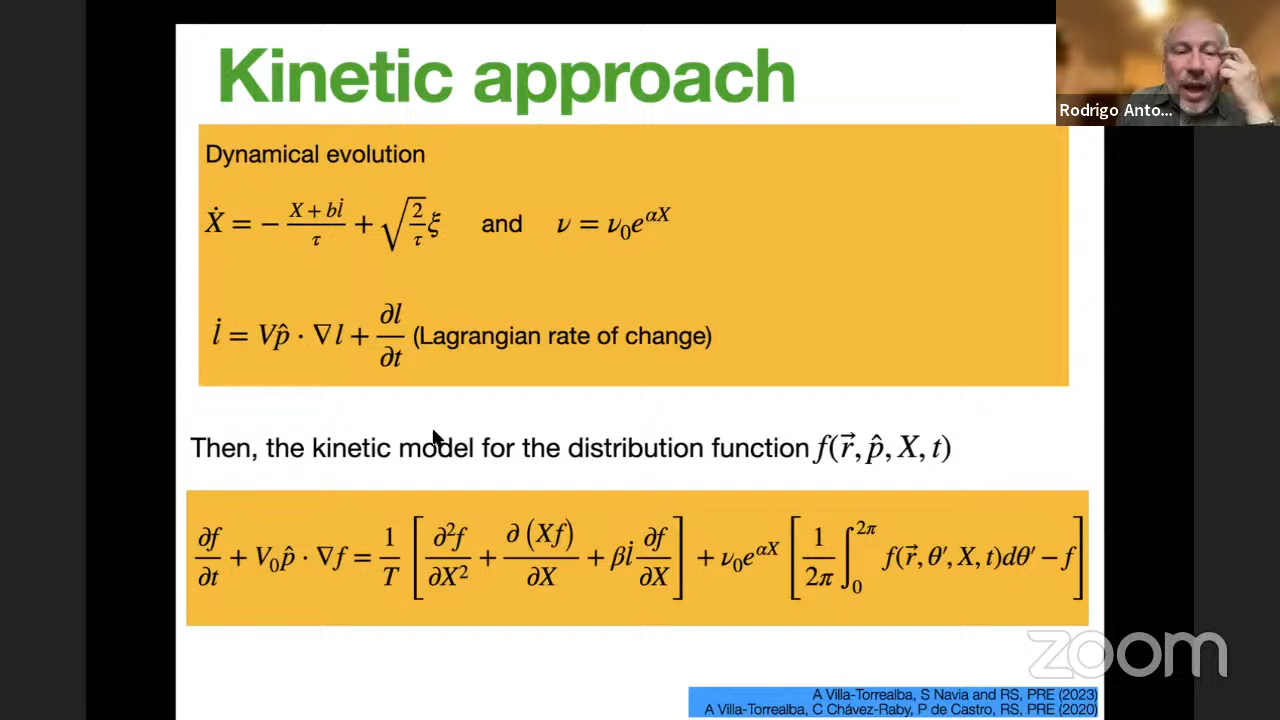 Kinetic approach
Rodrigo Anto...
Dynamical evolution
Ẋ = − (X + bl̇)/τ + √(2/τ) ξ and ν = ν₀e^{αX}
l̇ = Vp̂ · ∇l + ∂l/∂t (Lagrangian rate of change)
Then, the kinetic model for the distribution function f(r⃗, p̂, X, t)
∂f/∂t + V₀p̂ · ∇f = 1/T [∂²f/∂X² + ∂(Xf)/∂X + βl̇ ∂f/∂X] + ν₀e^{αX} [1/2π ∫₀^{2π} f(r⃗, θ′, X, t)dθ′ − f]
zoom
A Villa-Torrealba, S Navia and RS, PRE (2023)
A Villa-Torrealba, C Chávez-Raby, P de Castro, RS, PRE (2020)